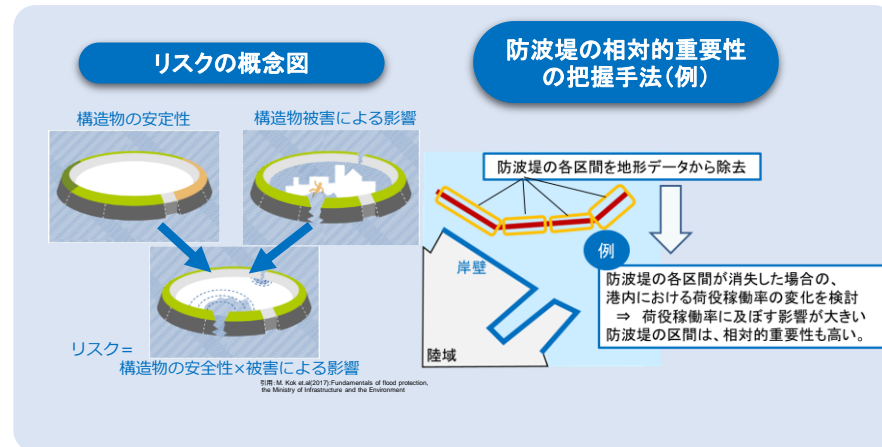 リスクの概念図
構造物の安定性
構造物被害による影響
リスク=
構造物の安全性×被害による影響
引用: M. Kok et.al(2017):Fundamentals of flood protection,
the Ministry of Infrastructure and the Environment
防波堤の相対的重要性
の把握手法(例)
防波堤の各区間を地形データから除去
例
岸壁
陸域
防波堤の各区間が消失した場合の、
港内における荷役稼働率の変化を検討
⇒ 荷役稼働率に及ぼす影響が大きい
防波堤の区間は、相対的重要性も高い。